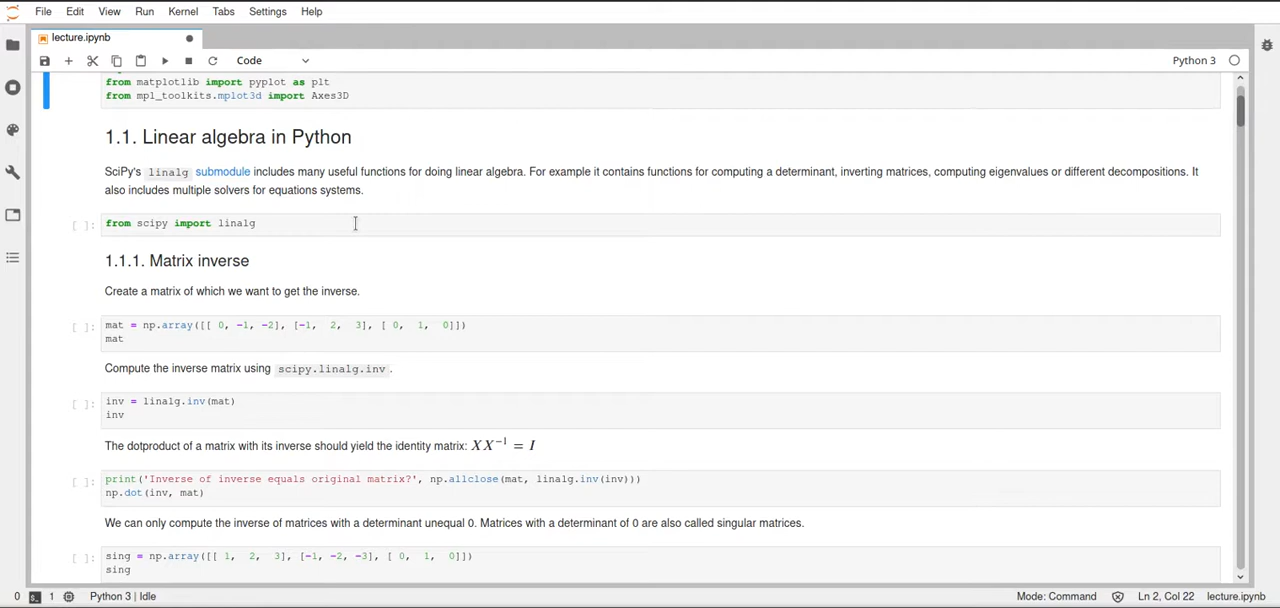 File Edit View Run Kernel Tabs Settings Help
lecture.ipynb
Code
Python 3
from matplotlib import pyplot as plt
from mpl_toolkits.mplot3d import Axes3D
1.1. Linear algebra in Python
SciPy's linalg submodule includes many useful functions for doing linear algebra. For example it contains functions for computing a determinant, inverting matrices, computing eigenvalues or different decompositions. It
also includes multiple solvers for equations systems.
[ ]: from scipy import linalg
1.1.1. Matrix inverse
Create a matrix of which we want to get the inverse.
[ ]: mat = np.array([[ 0, -1, -2], [-1, 2, 3], [ 0, 1, 0]])
mat
Compute the inverse matrix using scipy.linalg.inv.
[ ]: inv = linalg.inv(mat)
inv
The dotproduct of a matrix with its inverse should yield the identity matrix: XX⁻¹ = I
[ ]: print('Inverse of inverse equals original matrix?', np.allclose(mat, linalg.inv(inv)))
np.dot(inv, mat)
We can only compute the inverse of matrices with a determinant unequal 0. Matrices with a determinant of 0 are also called singular matrices.
[ ]: sing = np.array([[ 1, 2, 3], [-1, -2, -3], [ 0, 1, 0]])
sing
0 1 Python 3 | Idle Mode: Command Ln 2, Col 22 lecture.ipynb